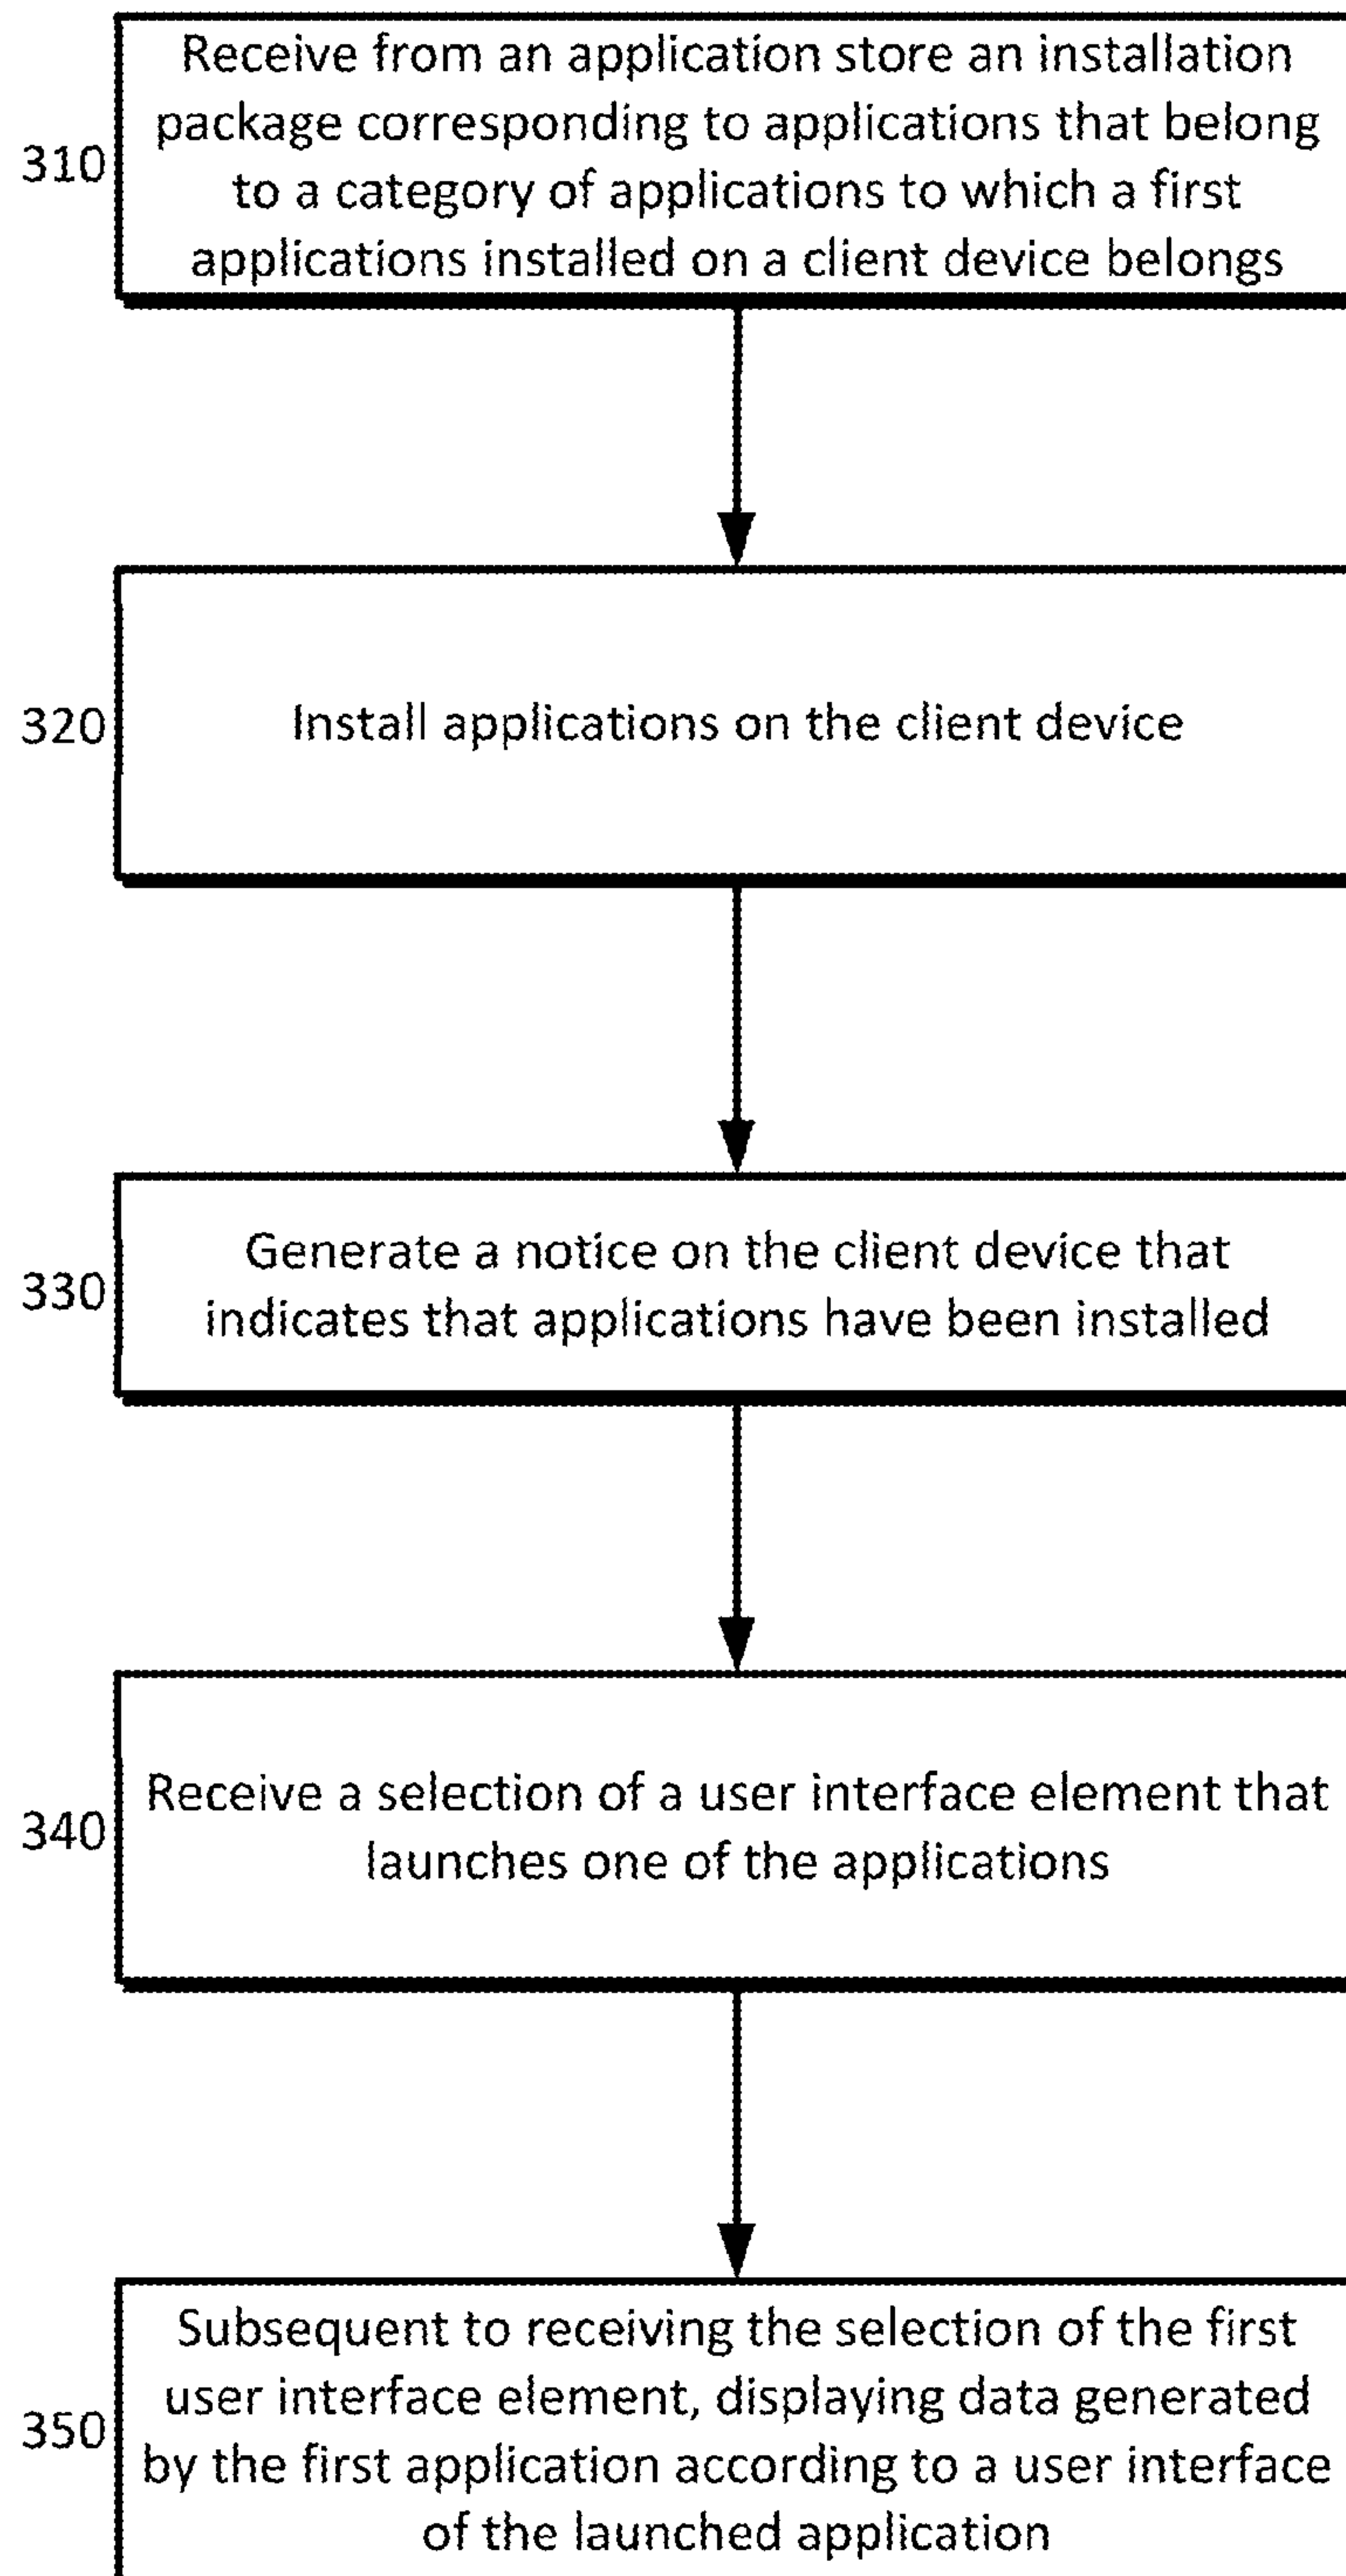 Receive from an application store an installation
package corresponding to applications that belong
310
to a category of applications to which a first
applications installed on a client device belongs
320
Install applications on the client device
Generate a notice on the client device that
330
indicates that applications have been installed
Receive a selection of a user interface element that
340
launches one of the applications
Subsequent to receiving the selection of the first
user interface element, displaying data generated
350
by the first application according to a user interface
of the launched application